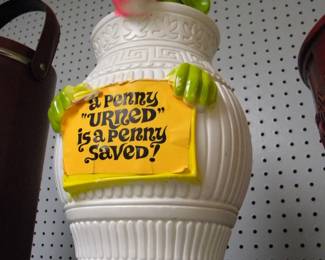 a penny
"URNED"
is a penny
saved!